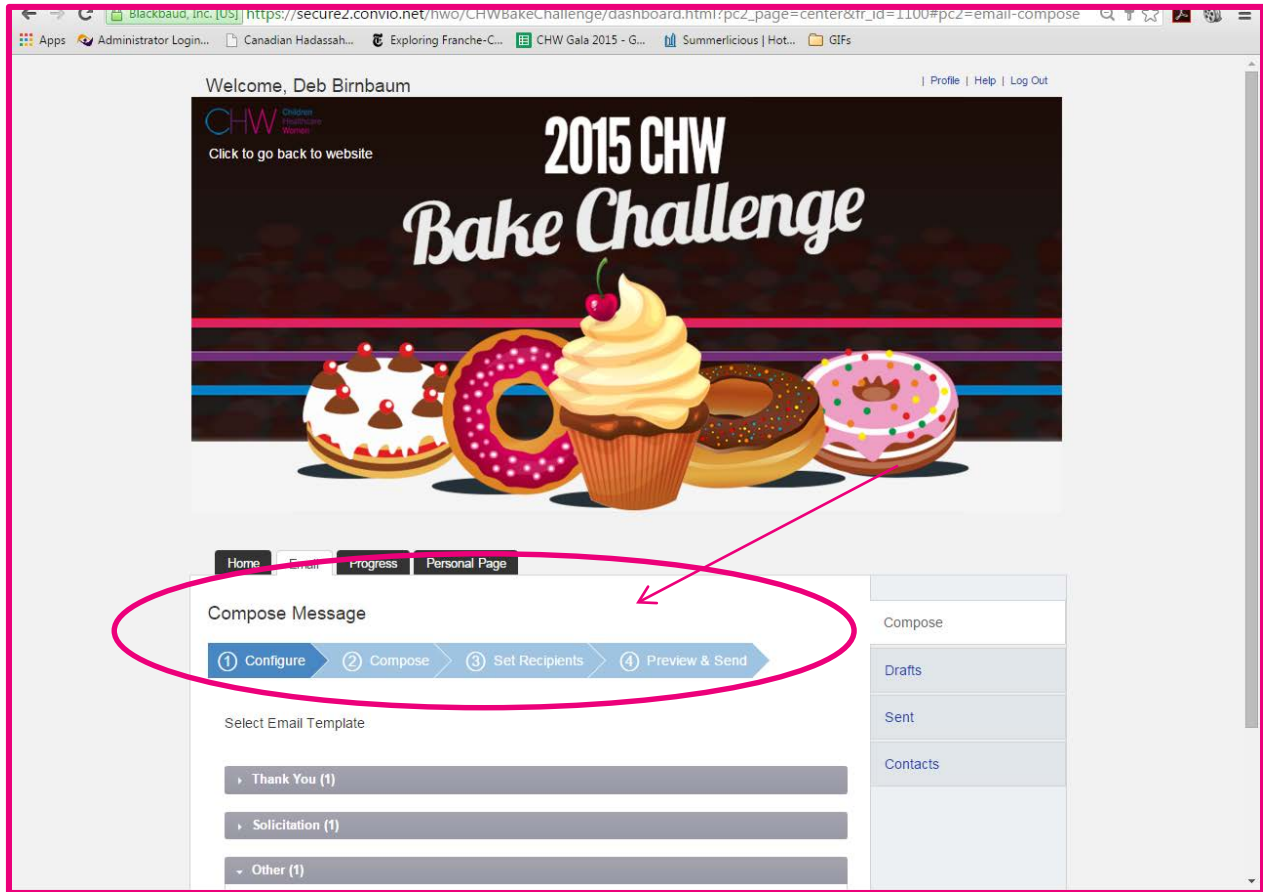 Blackbaud, Inc. [US] https://secure2.convio.net/hwo/CHWBakeChallenge/dashboard.html?pc2_page=center&fr_id=1100#pc2=email-compose
Apps Administrator Login... Canadian Hadassah... Exploring Franche-C... CHW Gala 2015 - G... Summerlicious | Hot... GIFs
Welcome, Deb Birnbaum
| Profile | Help | Log Out
CHW Children Healthcare Women
Click to go back to website
2015 CHW
Bake Challenge
Home Email Progress Personal Page
Compose Message
1 Configure 2 Compose 3 Set Recipients 4 Preview & Send
Select Email Template
Thank You (1)
Solicitation (1)
Other (1)
Compose
Drafts
Sent
Contacts